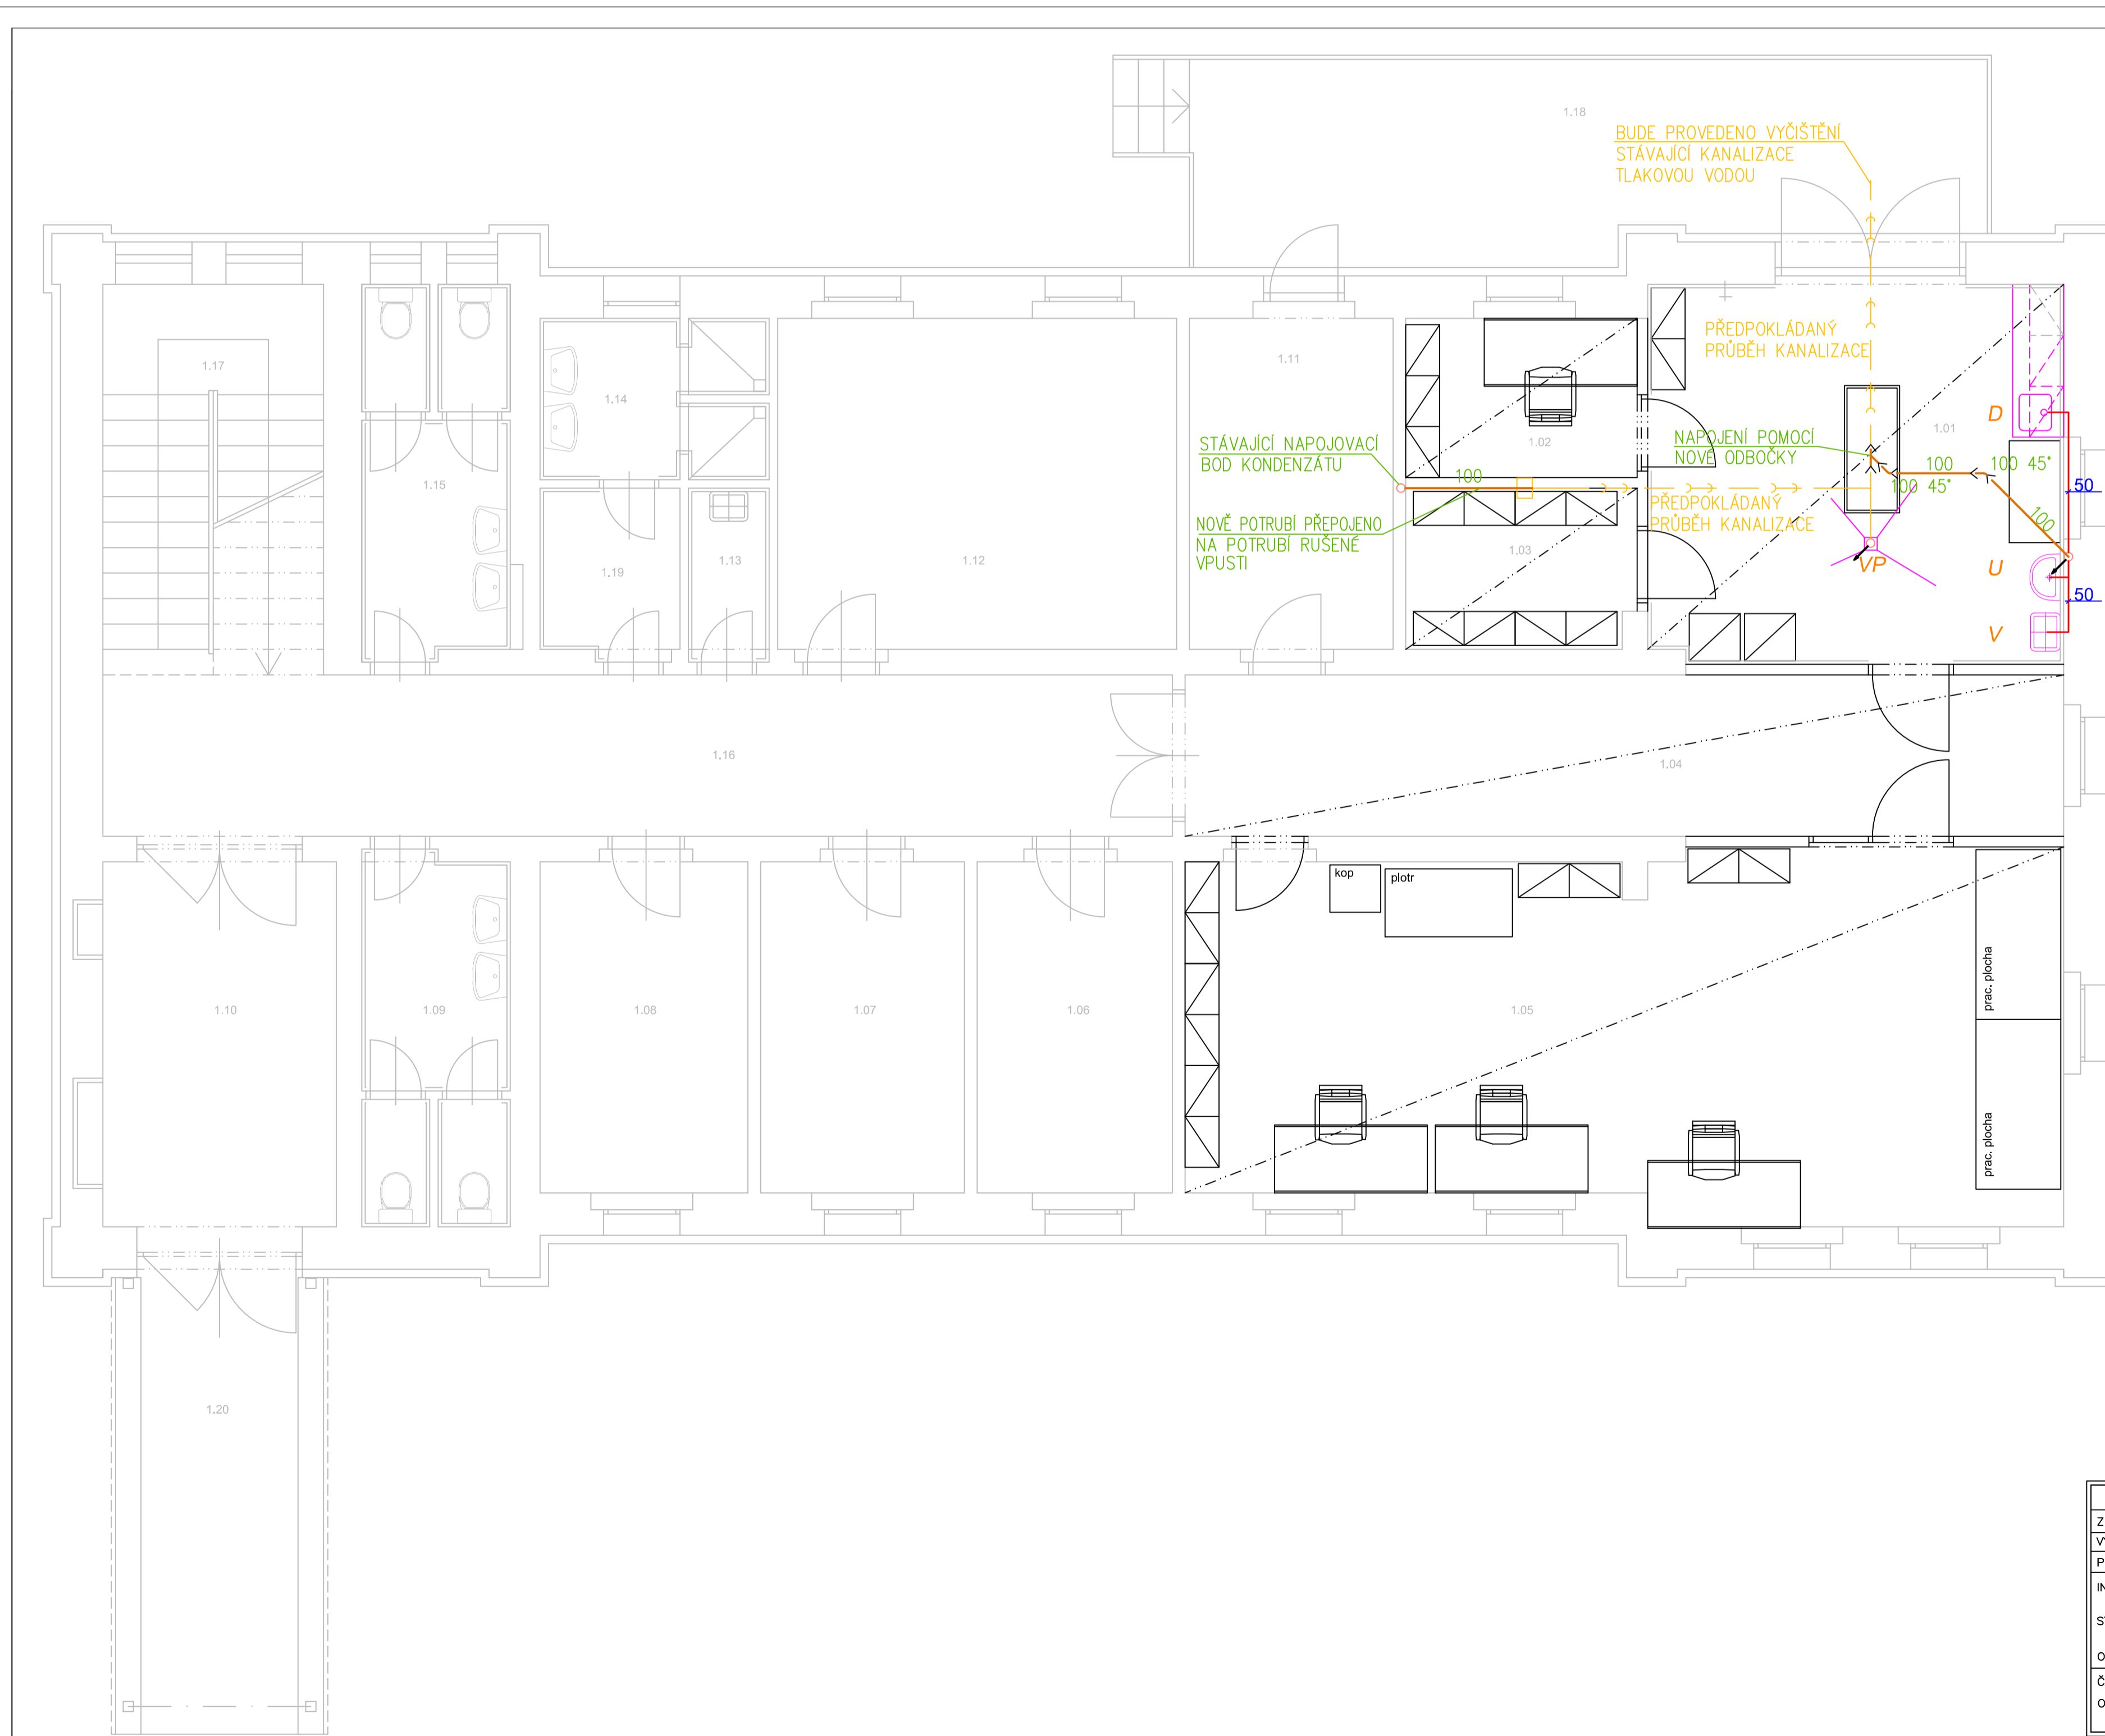 1.18
BUDE PROVEDENO VYČIŠTĚNÍ
STÁVAJÍCÍ KANALIZACE
TLAKOVOU VODOU
PŘEDPOKLÁDANÝ
PRŮBĚH KANALIZACE
1.17
1.14
1.11
1.02
1.01
D
STÁVAJÍCÍ NAPOJOVACÍ
BOD KONDENZÁTU
NAPOJENÍ POMOCÍ
NOVÉ ODBOČKY
100
100
100 45°
100 45°
50
1.15
PŘEDPOKLÁDANÝ
PRŮBĚH KANALIZACE
100
NOVĚ POTRUBÍ PŘEPOJENO
NA POTRUBÍ RUŠENÉ
VPUSTI
1.03
1.19
1.13
1.12
VP
U
50
V
1.16
1.04
kop
plotr
prac. plocha
1.10
1.09
1.08
1.07
1.06
1.05
prac. plocha
1.20
Z
V
P
IN
S
O
Č
O